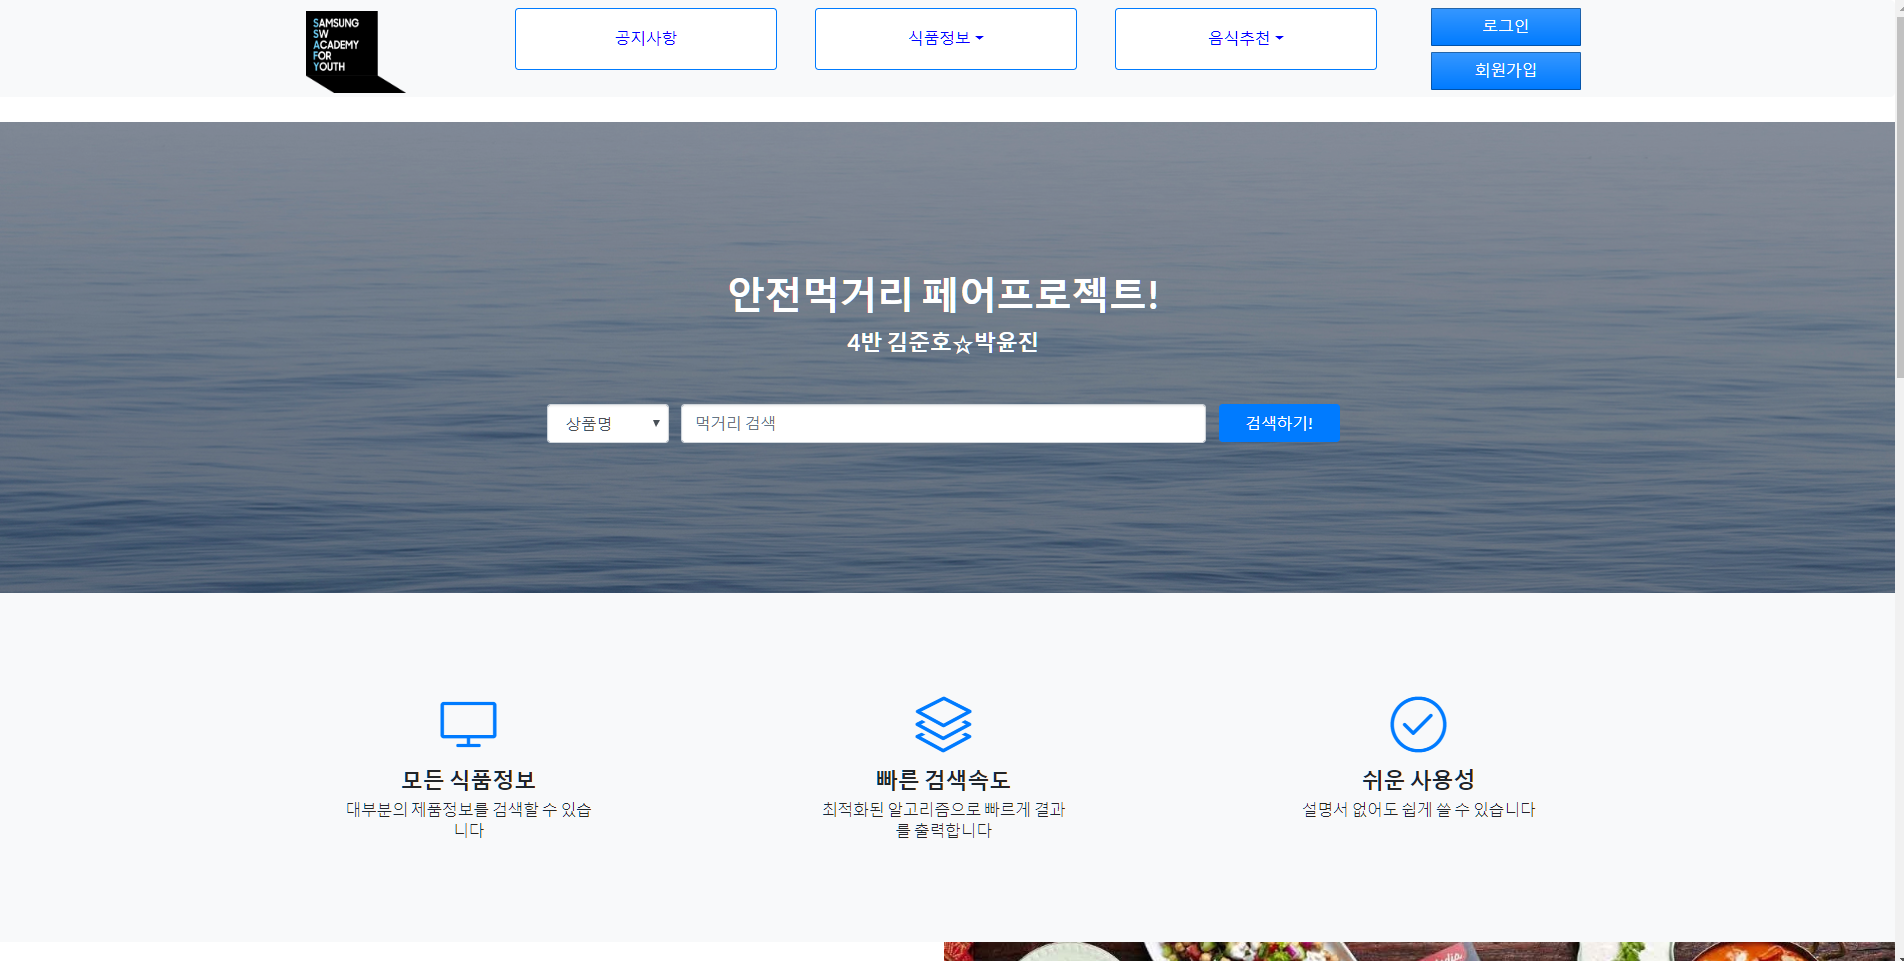 SAMSUNG
SW
ACADEMY
FOR
YOUTH
공지사항
식품정보
음식추천
로그인
회원가입
안전먹거리 페어프로젝트!
4반 김준호☆박윤진
상품명
먹거리 검색
검색하기!
모든 식품정보
대부분의 제품정보를 검색할 수 있습
니다
빠른 검색속도
최적화된 알고리즘으로 빠르게 결과
를 출력합니다
쉬운 사용성
설명서 없어도 쉽게 쓸 수 있습니다